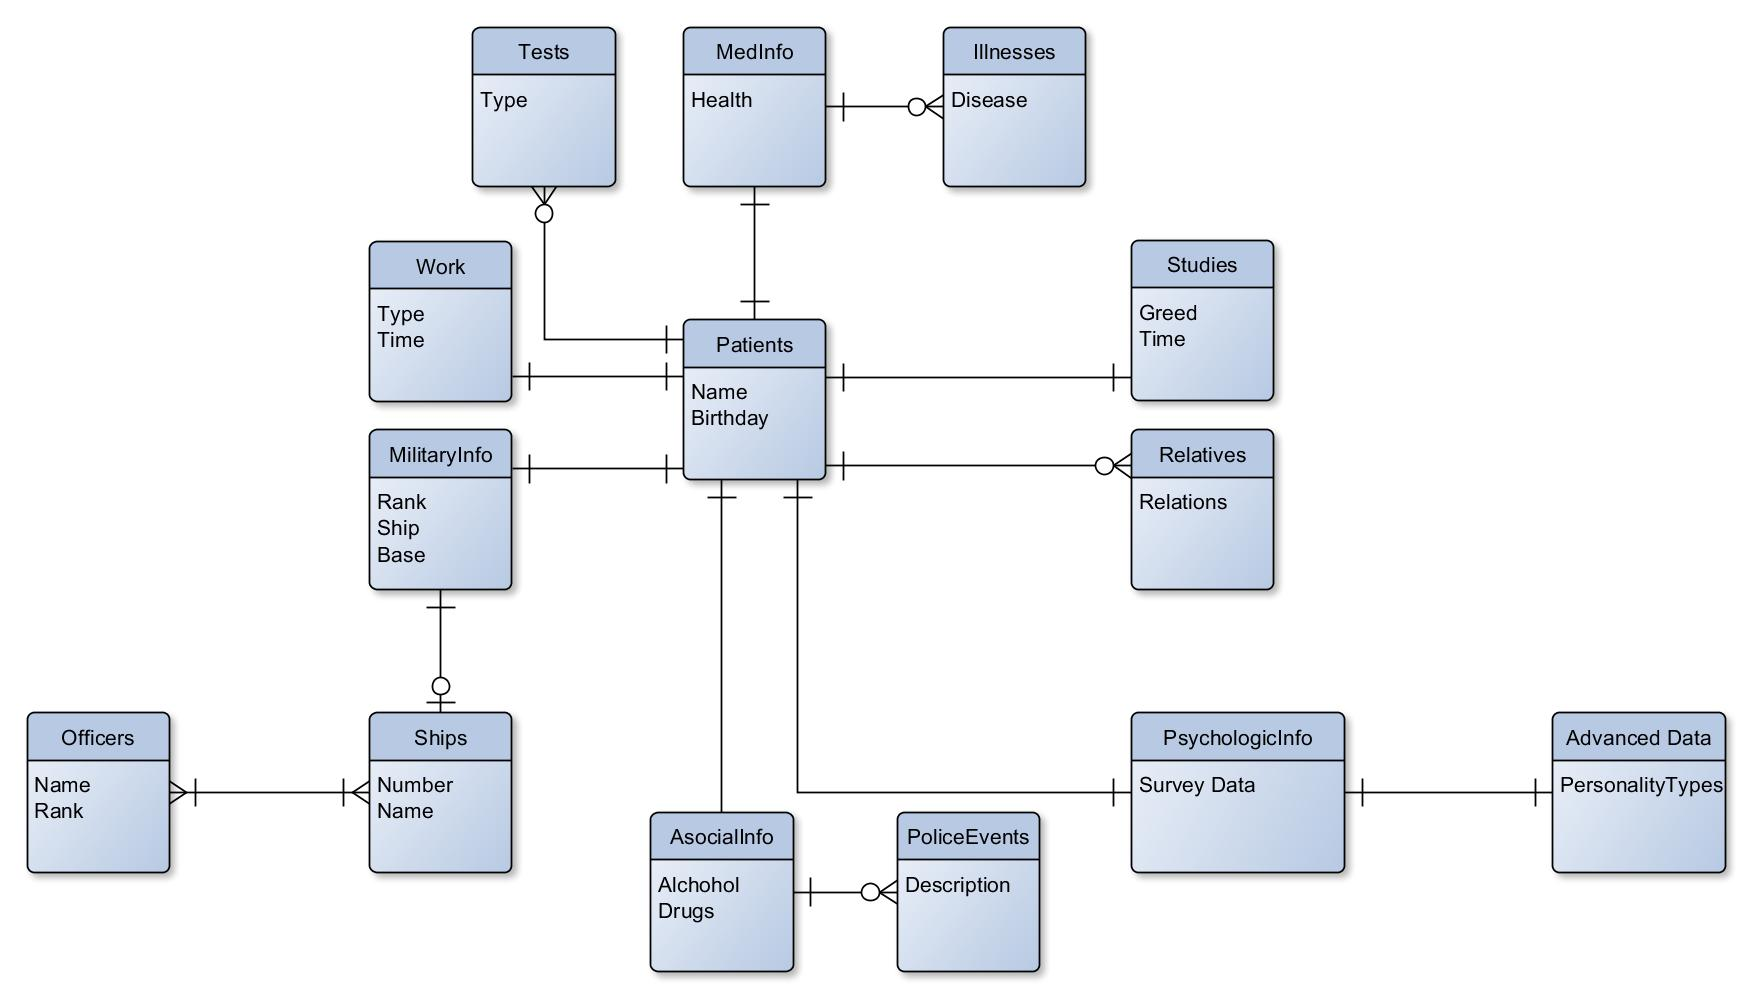 Tests
Type
MedInfo
Health
Illnesses
Disease
Work
Type
Time
Patients
Name
Birthday
Studies
Greed
Time
MilitaryInfo
Rank
Ship
Base
Relatives
Relations
Officers
Name
Rank
Ships
Number
Name
PsychologicInfo
Survey Data
Advanced Data
PersonalityTypes
AsocialInfo
Alchohol
Drugs
PoliceEvents
Description